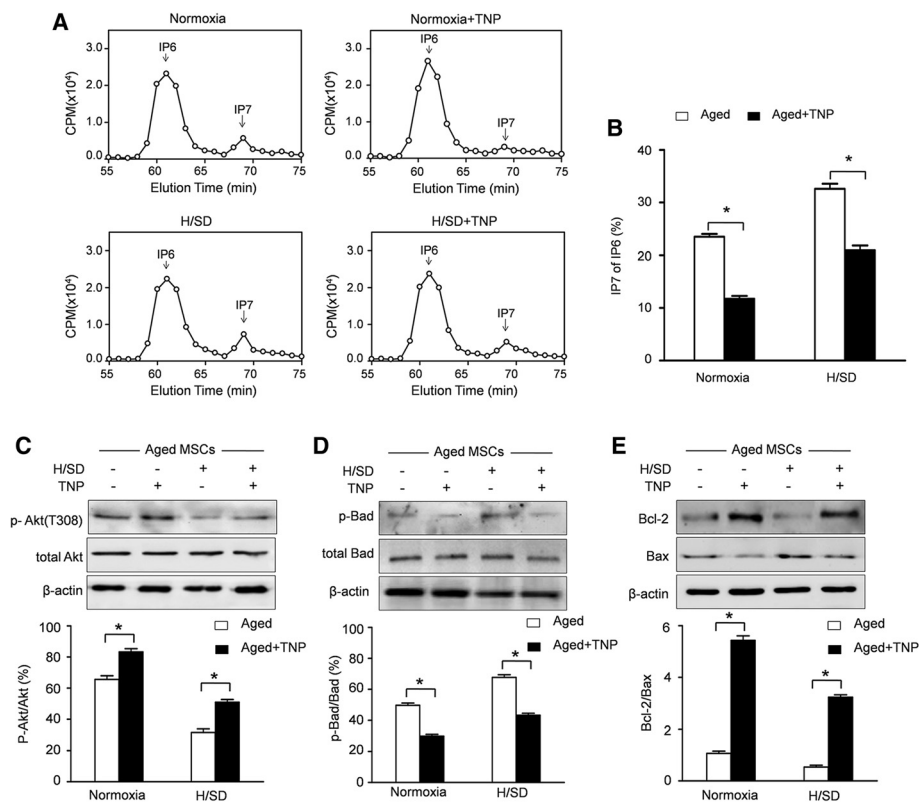 A
Normoxia
CPM(x10⁴)
3.0
2.0
1.0
0.0
IP6
IP7
55 60 65 70 75
Elution Time (min)
Normoxia+TNP
CPM(x10⁴)
3.0
2.0
1.0
0.0
IP6
IP7
55 60 65 70 75
Elution Time (min)
H/SD
CPM(x10⁴)
3.0
2.0
1.0
0.0
IP6
IP7
55 60 65 70 75
Elution Time (min)
H/SD+TNP
CPM(x10⁴)
3.0
2.0
1.0
0.0
IP6
IP7
55 60 65 70 75
Elution Time (min)
B
Aged Aged+TNP
IP7 of IP6 (%)
40
30
20
10
0
* *
Normoxia H/SD
C
Aged MSCs
H/SD - - + +
TNP - + - +
p- Akt(T308)
total Akt
β-actin
Aged
Aged+TNP
P-Akt/Akt (%)
100
80
60
40
20
0
* *
Normoxia H/SD
D
Aged MSCs
H/SD - - + +
TNP - + - +
p-Bad
total Bad
β-actin
Aged
Aged+TNP
p-Bad/Bad (%)
100
80
60
40
20
0
* *
Normoxia H/SD
E
Aged MSCs
H/SD - - + +
TNP - + - +
Bcl-2
Bax
β-actin
Aged
Aged+TNP
Bcl-2/Bax
6
4
2
0
* *
Normoxia H/SD